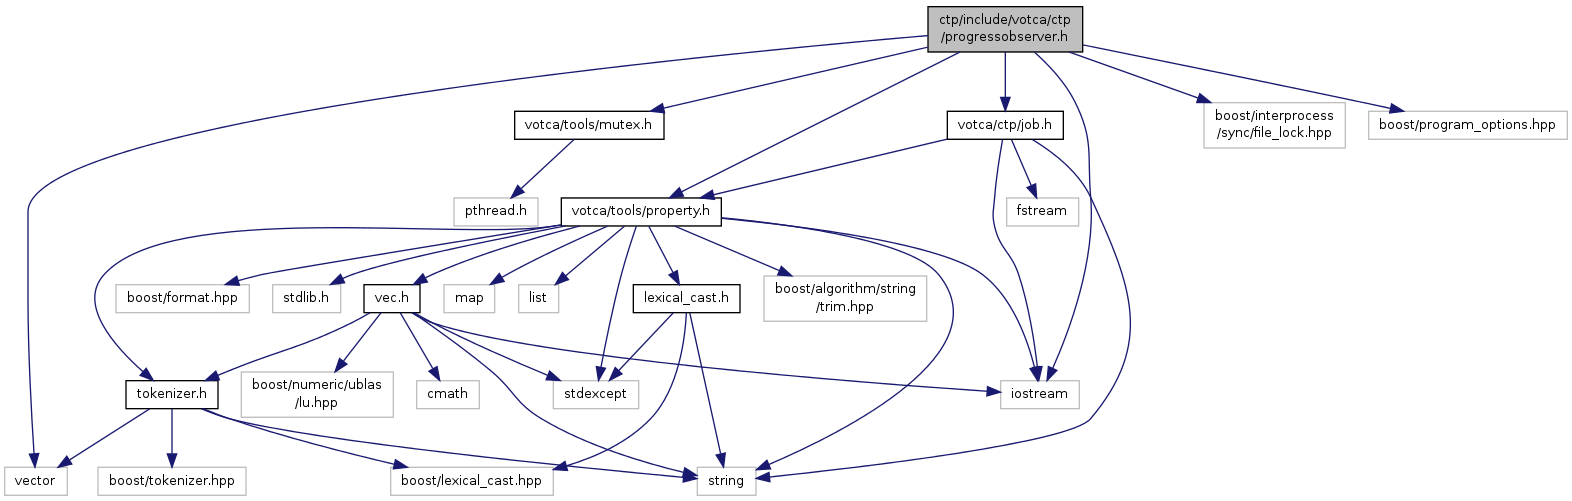 ctp/include/votca/ctp
/progressobserver.h
votca/tools/mutex.h
votca/ctp/job.h
boost/interprocess
/sync/file_lock.hpp
boost/program_options.hpp
pthread.h
votca/tools/property.h
fstream
boost/format.hpp
stdlib.h
vec.h
map
list
lexical_cast.h
boost/algorithm/string
/trim.hpp
tokenizer.h
boost/numeric/ublas
/lu.hpp
cmath
stdexcept
iostream
vector
boost/tokenizer.hpp
boost/lexical_cast.hpp
string